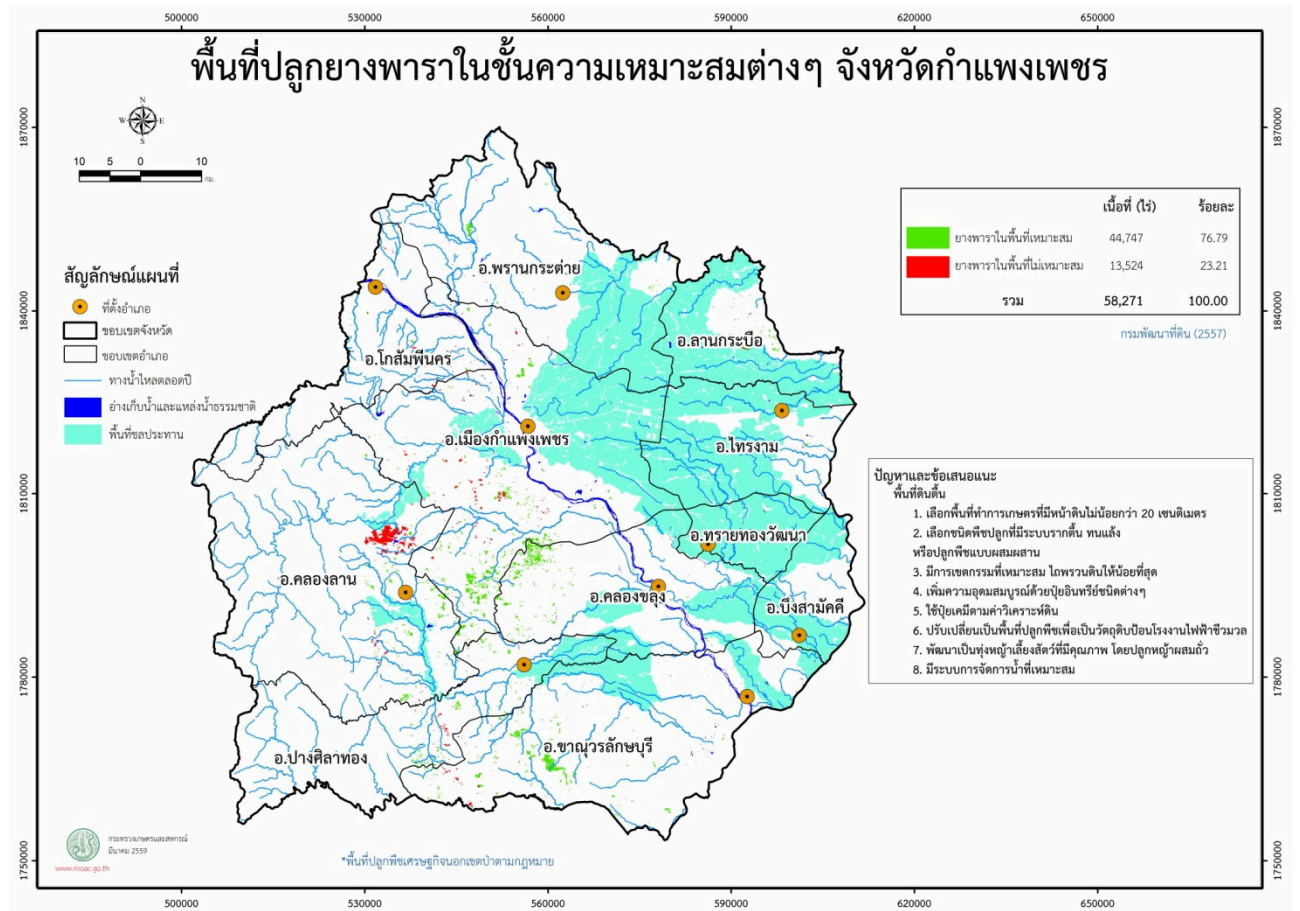 500000 530000 560000 590000 620000 650000
พื้นที่ปลูกยางพาราในชั้นความเหมาะสมต่างๆ จังหวัดกำแพงเพชร
N
W E
S
10 5 0 10
กม.
1870000
1840000
1810000
1780000
1750000
สัญลักษณ์แผนที่
ที่ตั้งอำเภอ
ขอบเขตจังหวัด
ขอบเขตอำเภอ
ทางน้ำไหลตลอดปี
อ่างเก็บน้ำและแหล่งน้ำธรรมชาติ
พื้นที่ชลประทาน
อ.พรานกระต่าย
อ.ลานกระบือ
อ.โกสัมพีนคร
อ.เมืองกำแพงเพชร
อ.ไทรงาม
อ.ทรายทองวัฒนา
อ.คลองลาน
อ.คลองขลุง
อ.บึงสามัคคี
อ.ขาณุวรลักษบุรี
อ.ปางศิลาทอง
เนื้อที่ (ไร่) ร้อยละ
ยางพาราในพื้นที่เหมาะสม 44,747 76.79
ยางพาราในพื้นที่ไม่เหมาะสม 13,524 23.21
รวม 58,271 100.00
กรมพัฒนาที่ดิน (2557)
ปัญหาและข้อเสนอแนะ
พื้นที่ดินตื้น
1. เลือกพื้นที่ทำการเกษตรที่มีหน้าดินไม่น้อยกว่า 20 เซนติเมตร
2. เลือกชนิดพืชปลูกที่มีระบบรากตื้น ทนแล้ง
หรือปลูกพืชแบบผสมผสาน
3. มีการเขตกรรมที่เหมาะสม ไถพรวนดินให้น้อยที่สุด
4. เพิ่มความอุดมสมบูรณ์ด้วยปุ๋ยอินทรีย์ชนิดต่างๆ
5. ใช้ปุ๋ยเคมีตามค่าวิเคราะห์ดิน
6. ปรับเปลี่ยนเป็นพื้นที่ปลูกพืชเพื่อเป็นวัตถุดิบป้อนโรงงานไฟฟ้าชีวมวล
7. พัฒนาเป็นทุ่งหญ้าเลี้ยงสัตว์ที่มีคุณภาพ โดยปลูกหญ้าผสมถั่ว
8. มีระบบการจัดการน้ำที่เหมาะสม
1870000
1840000
1810000
1780000
1750000
กระทรวงเกษตรและสหกรณ์
มีนาคม 2559
www.moac.go.th
*พื้นที่ปลูกพืชเศรษฐกิจนอกเขตป่าตามกฎหมาย
500000 530000 560000 590000 620000 650000